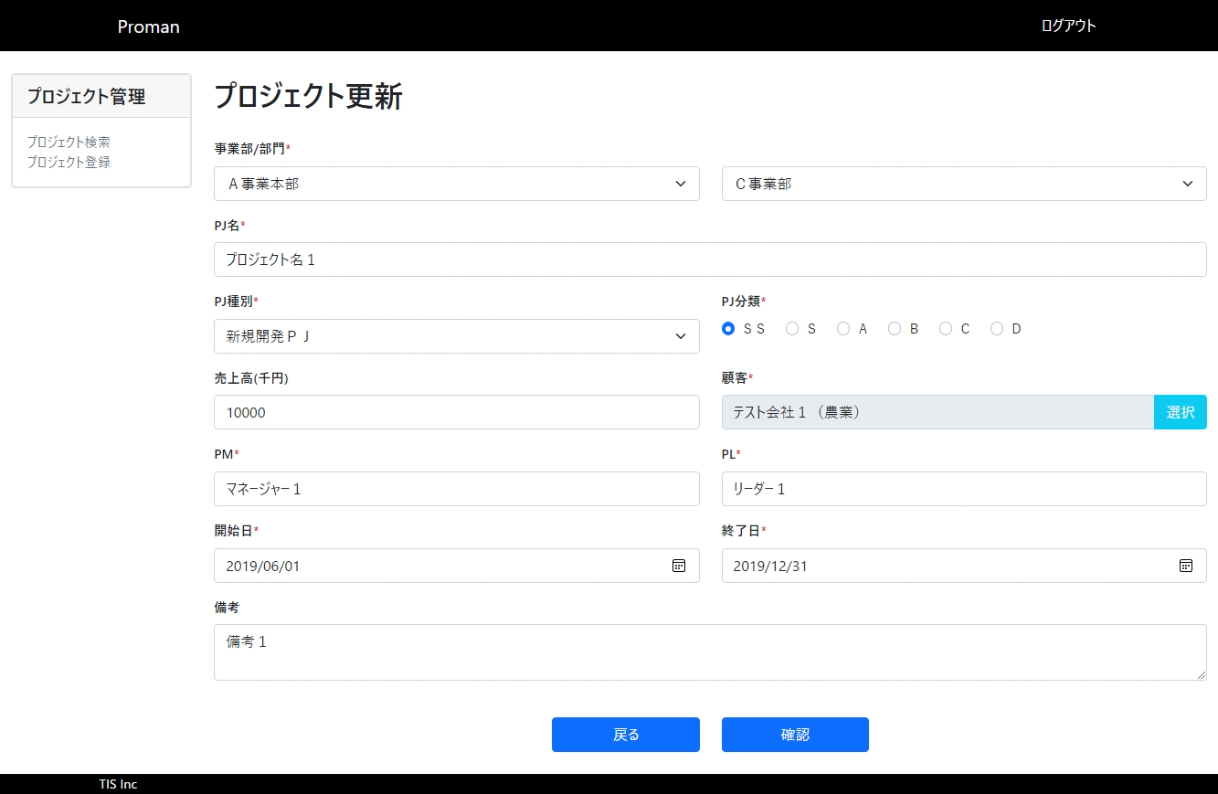 Proman ログアウト
プロジェクト管理
プロジェクト検索
プロジェクト登録
プロジェクト更新
事業部/部門*
A事業本部 C事業部
PJ名*
プロジェクト名１
PJ種別* PJ分類*
新規開発ＰＪ ＳＳ Ｓ Ａ Ｂ Ｃ Ｄ
売上高(千円) 顧客*
10000 テスト会社１（農業） 選択
PM* PL*
マネージャー１ リーダー１
開始日* 終了日*
2019/06/01 2019/12/31
備考
備考１
戻る 確認
TIS Inc